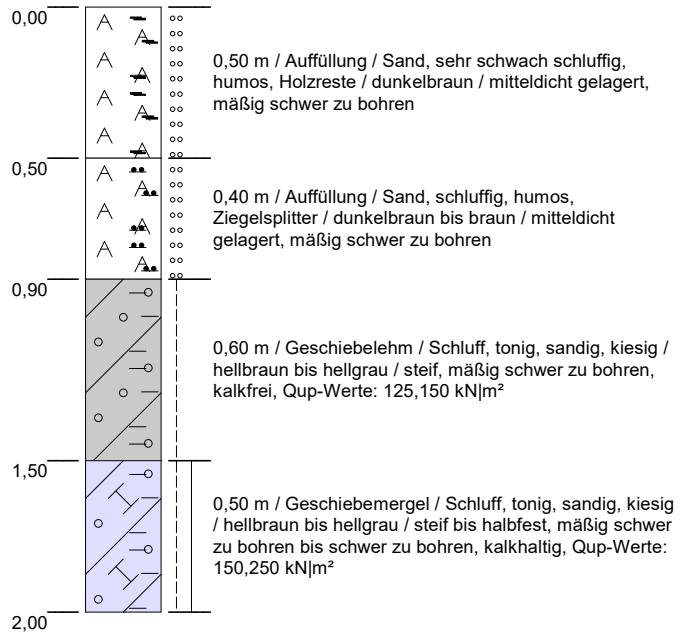 0,00
0,50 m / Auffüllung / Sand, sehr schwach schluffig,
humos, Holzreste / dunkelbraun / mitteldicht gelagert,
mäßig schwer zu bohren
0,50
0,40 m / Auffüllung / Sand, schluffig, humos,
Ziegelsplitter / dunkelbraun bis braun / mitteldicht
gelagert, mäßig schwer zu bohren
0,90
0,60 m / Geschiebelehm / Schluff, tonig, sandig, kiesig /
hellbraun bis hellgrau / steif, mäßig schwer zu bohren,
kalkfrei, Qup-Werte: 125,150 kN|m²
1,50
0,50 m / Geschiebemergel / Schluff, tonig, sandig, kiesig
/ hellbraun bis hellgrau / steif bis halbfest, mäßig schwer
zu bohren bis schwer zu bohren, kalkhaltig, Qup-Werte:
150,250 kN|m²
2,00